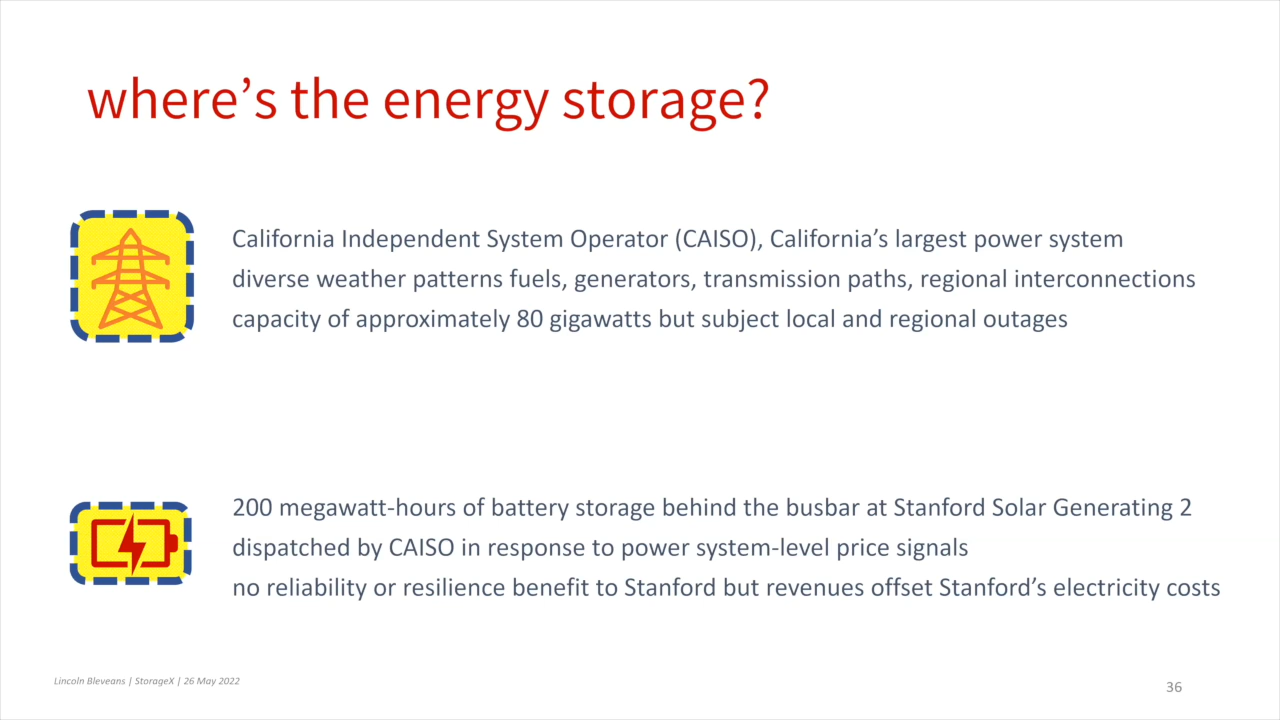 where's the energy storage?
California Independent System Operator (CAISO), California's largest power system
diverse weather patterns fuels, generators, transmission paths, regional interconnections
capacity of approximately 80 gigawatts but subject local and regional outages
200 megawatt-hours of battery storage behind the busbar at Stanford Solar Generating 2
dispatched by CAISO in response to power system-level price signals
no reliability or resilience benefit to Stanford but revenues offset Stanford's electricity costs
Lincoln Bleveans | StorageX | 26 May 2022
36